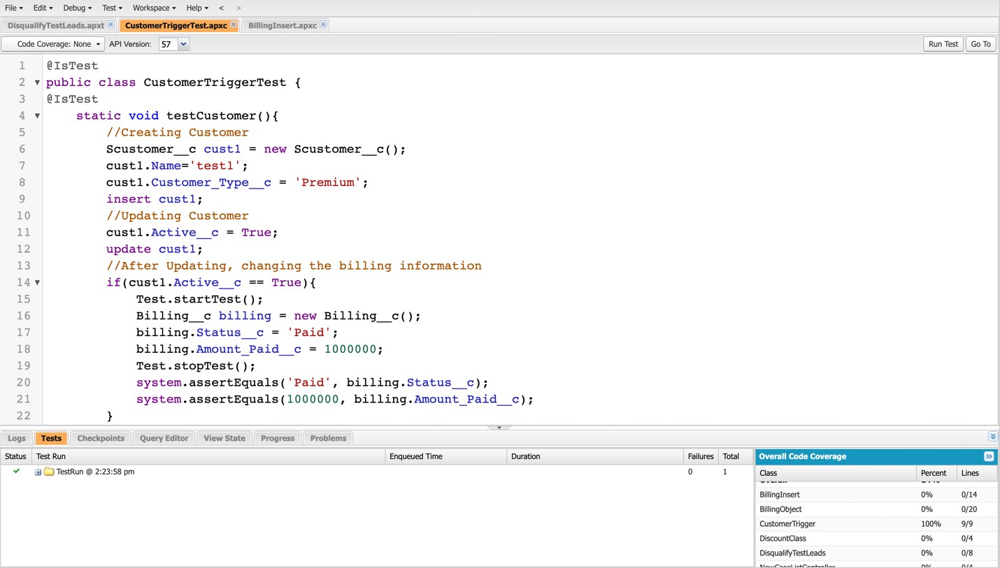 File Edit Debug Test Workspace Help < >
DisqualifyTestLeads.apxt CustomerTriggerTest.apxc BillingInsert.apxc
Code Coverage: None API Version: 57 Run Test Go To
1 @IsTest
2 public class CustomerTriggerTest {
3 @IsTest
4 static void testCustomer(){
5 //Creating Customer
6 Scustomer__c cust1 = new Scustomer__c();
7 cust1.Name='test1';
8 cust1.Customer_Type__c = 'Premium';
9 insert cust1;
10 //Updating Customer
11 cust1.Active__c = True;
12 update cust1;
13 //After Updating, changing the billing information
14 if(cust1.Active__c == True){
15 Test.startTest();
16 Billing__c billing = new Billing__c();
17 billing.Status__c = 'Paid';
18 billing.Amount_Paid__c = 1000000;
19 Test.stopTest();
20 system.assertEquals('Paid', billing.Status__c);
21 system.assertEquals(1000000, billing.Amount_Paid__c);
22 }
Logs Tests Checkpoints Query Editor View State Progress Problems
Status Test Run Enqueued Time Duration Failures Total
TestRun @ 2:23:58 pm 0 1
Overall Code Coverage
Class Percent Lines
BillingInsert 0% 0/14
BillingObject 0% 0/20
CustomerTrigger 100% 9/9
DiscountClass 0% 0/4
DisqualifyTestLeads 0% 0/8